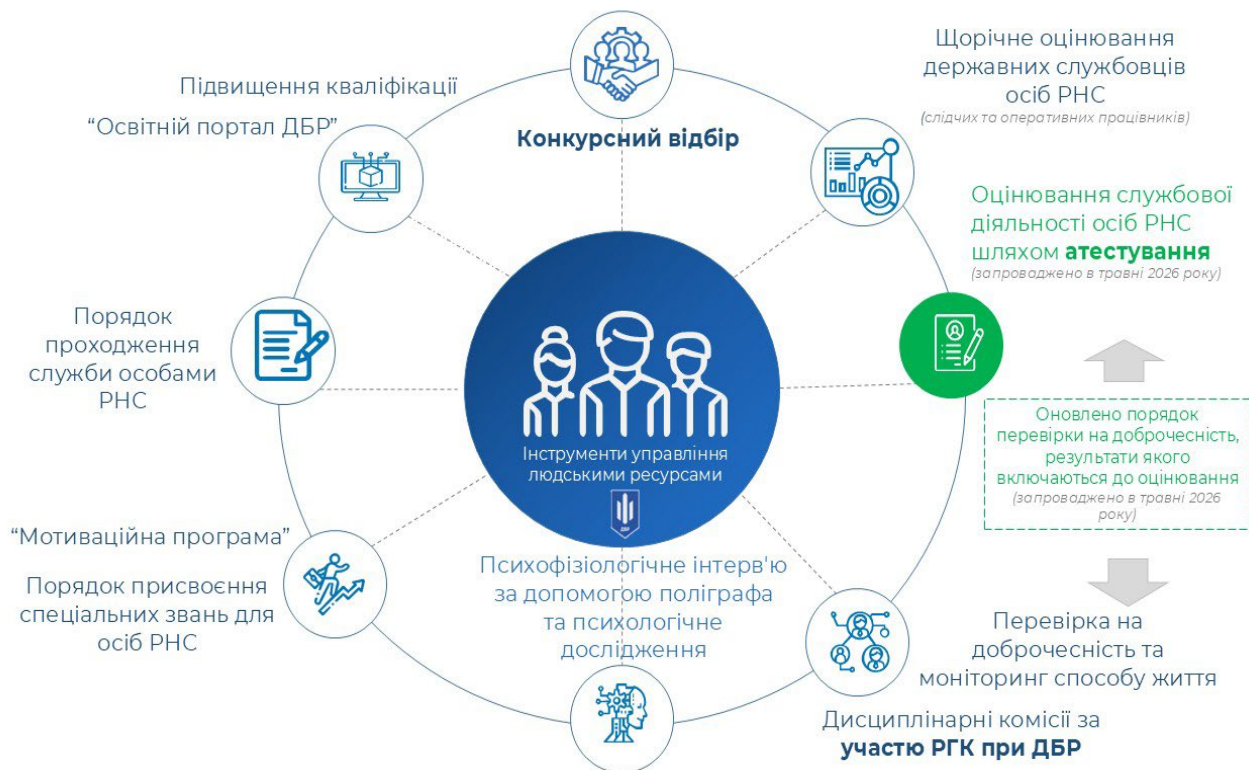 Підвищення кваліфікації
“Освітній портал ДБР”
Конкурсний відбір
Щорічне оцінювання
державних службовців
осіб РНС
(слідчих та оперативних працівників)
Оцінювання службової
діяльності осіб РНС
шляхом атестування
(запроваджено в травні 2026 року)
Порядок
проходження
служби особами
РНС
Інструменти управління
людськими ресурсами
ДБР
Оновлено порядок
перевірки на доброчесність,
результати якого
включаються до оцінювання
(запроваджено в травні 2026
року)
“Мотиваційна програма”
Порядок присвоєння
спеціальних звань для
осіб РНС
Психофізіологічне інтерв'ю
за допомогою поліграфа
та психологічне
дослідження
Перевірка на
доброчесність та
моніторинг способу життя
Дисциплінарні комісії за
участю РГК при ДБР